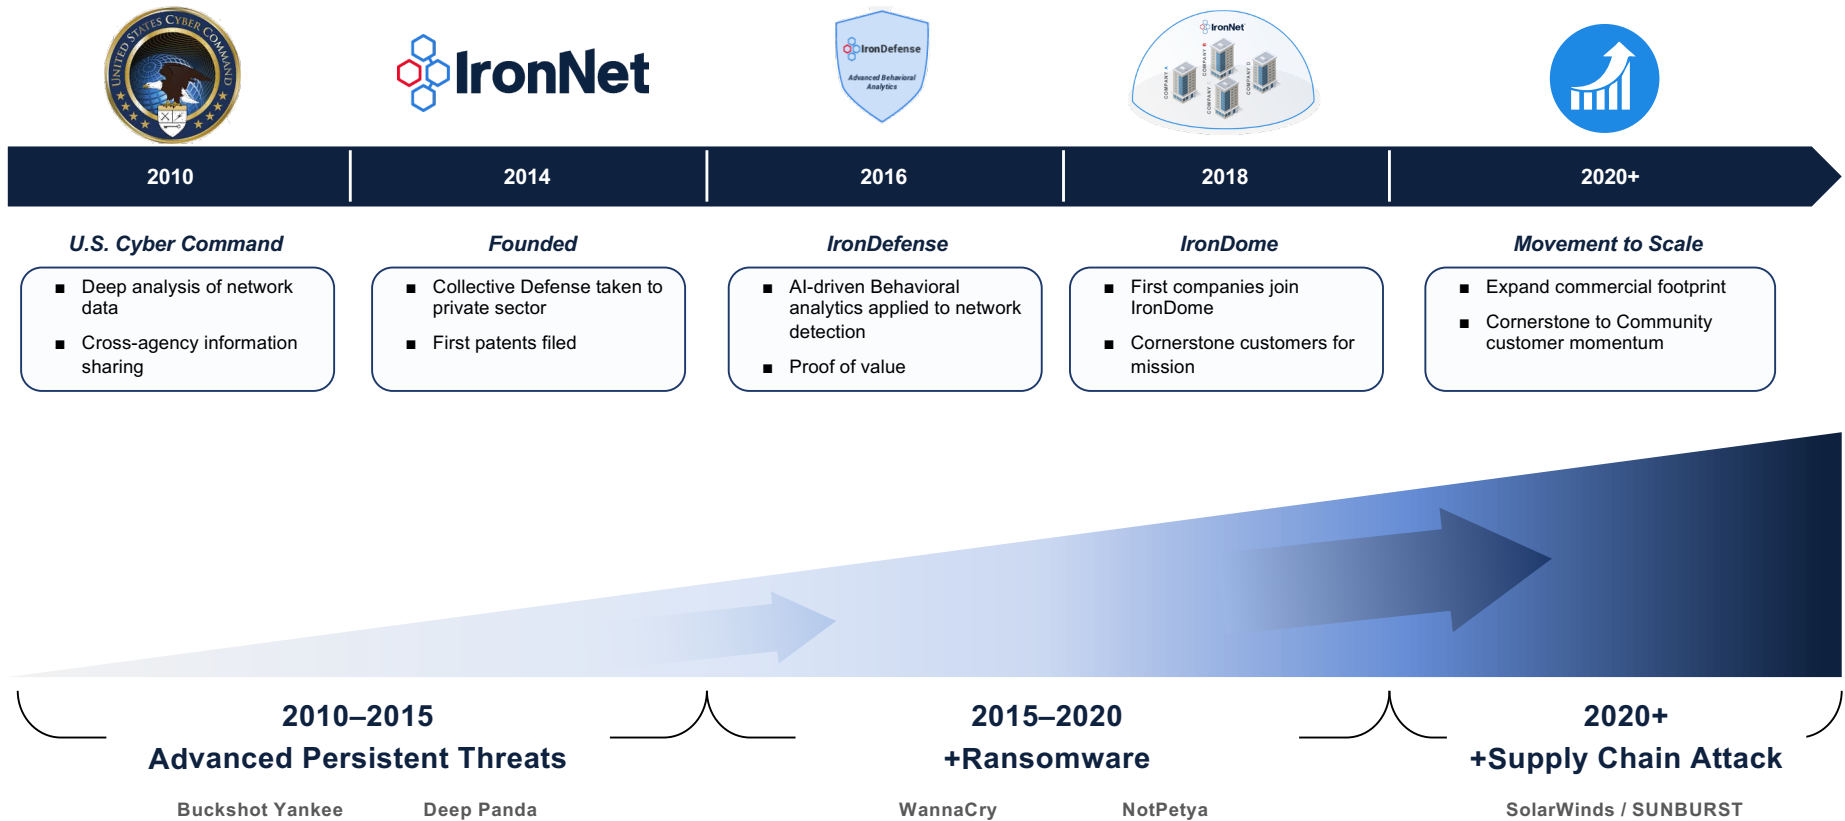 UNITED STATES CYBER COMMAND
IronNet
IronDefense
Advanced Behavioral
Analytics
IronNet
COMPANY A
COMPANY B
COMPANY
COMPANY D
2010
2014
2016
2018
2020+
U.S. Cyber Command
Founded
IronDefense
IronDome
Movement to Scale
■ Deep analysis of network
data
■ Cross-agency information
sharing
■ Collective Defense taken to
private sector
■ First patents filed
■ AI-driven Behavioral
analytics applied to network
detection
■ Proof of value
■ First companies join
IronDome
■ Cornerstone customers for
mission
■ Expand commercial footprint
■ Cornerstone to Community
customer momentum
2010–2015
Advanced Persistent Threats
Buckshot Yankee
Deep Panda
2015–2020
+Ransomware
WannaCry
NotPetya
2020+
+Supply Chain Attack
SolarWinds / SUNBURST